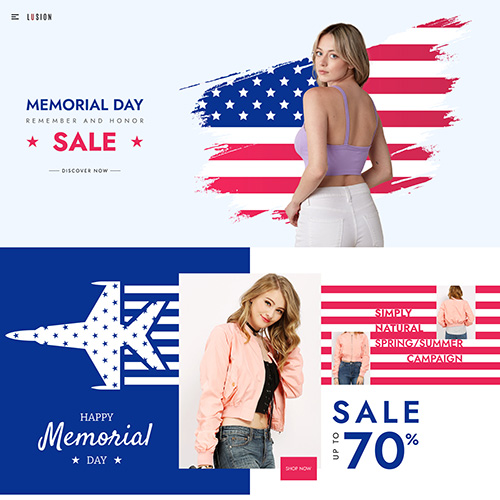 LUSION
MEMORIAL DAY
REMEMBER AND HONOR
SALE
DISCOVER NOW
SIMPLY
NATURAL
SPRING/SUMMER
CAMPAIGN
HAPPY
Memorial
DAY
SHOP NOW
SALE
UP TO
70%